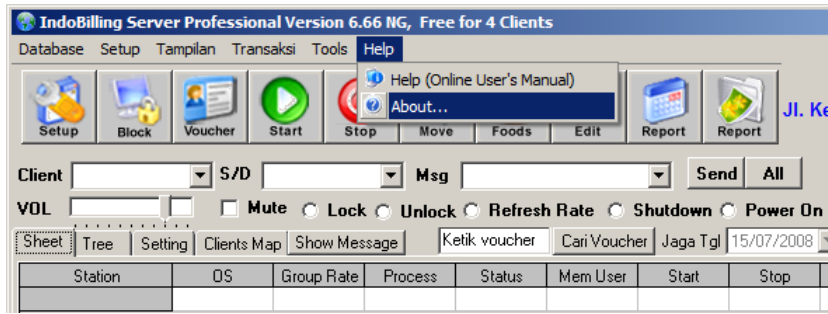 IndoBilling Server Professional Version 6.66 NG, Free for 4 Clients
Database Setup Tampilan Transaksi Tools Help
Help (Online User's Manual)
About...
Setup Block Voucher Start Stop Move Foods Edit Report Report
Jl. Ke
Client S/D Msg Send All
VOL Mute Lock Unlock Refresh Rate Shutdown Power On
Sheet Tree Setting Clients Map Show Message Ketik voucher Cari Voucher Jaga Tgl 15/07/2008
Station OS Group Rate Process Status Mem User Start Stop